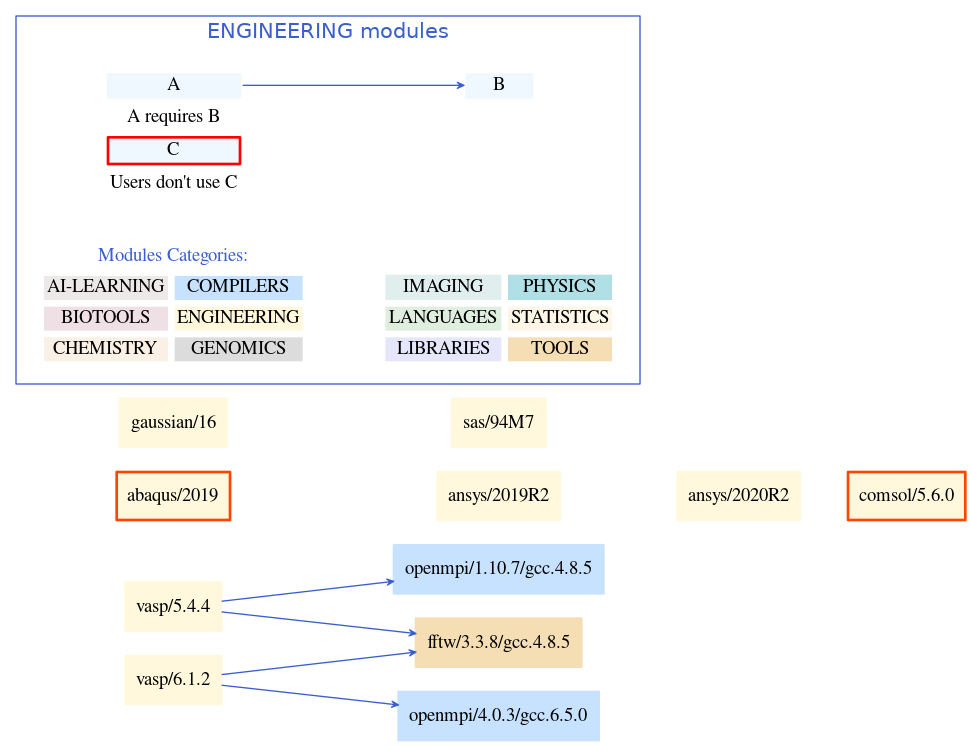 ENGINEERING modules
A
B
A requires B
C
Users don't use C
Modules Categories:
AI-LEARNING COMPILERS IMAGING PHYSICS
BIOTOOLS ENGINEERING LANGUAGES STATISTICS
CHEMISTRY GENOMICS LIBRARIES TOOLS
gaussian/16 sas/94M7
abaqus/2019 ansys/2019R2 ansys/2020R2 comsol/5.6.0
openmpi/1.10.7/gcc.4.8.5
vasp/5.4.4
fftw/3.3.8/gcc.4.8.5
vasp/6.1.2
openmpi/4.0.3/gcc.6.5.0